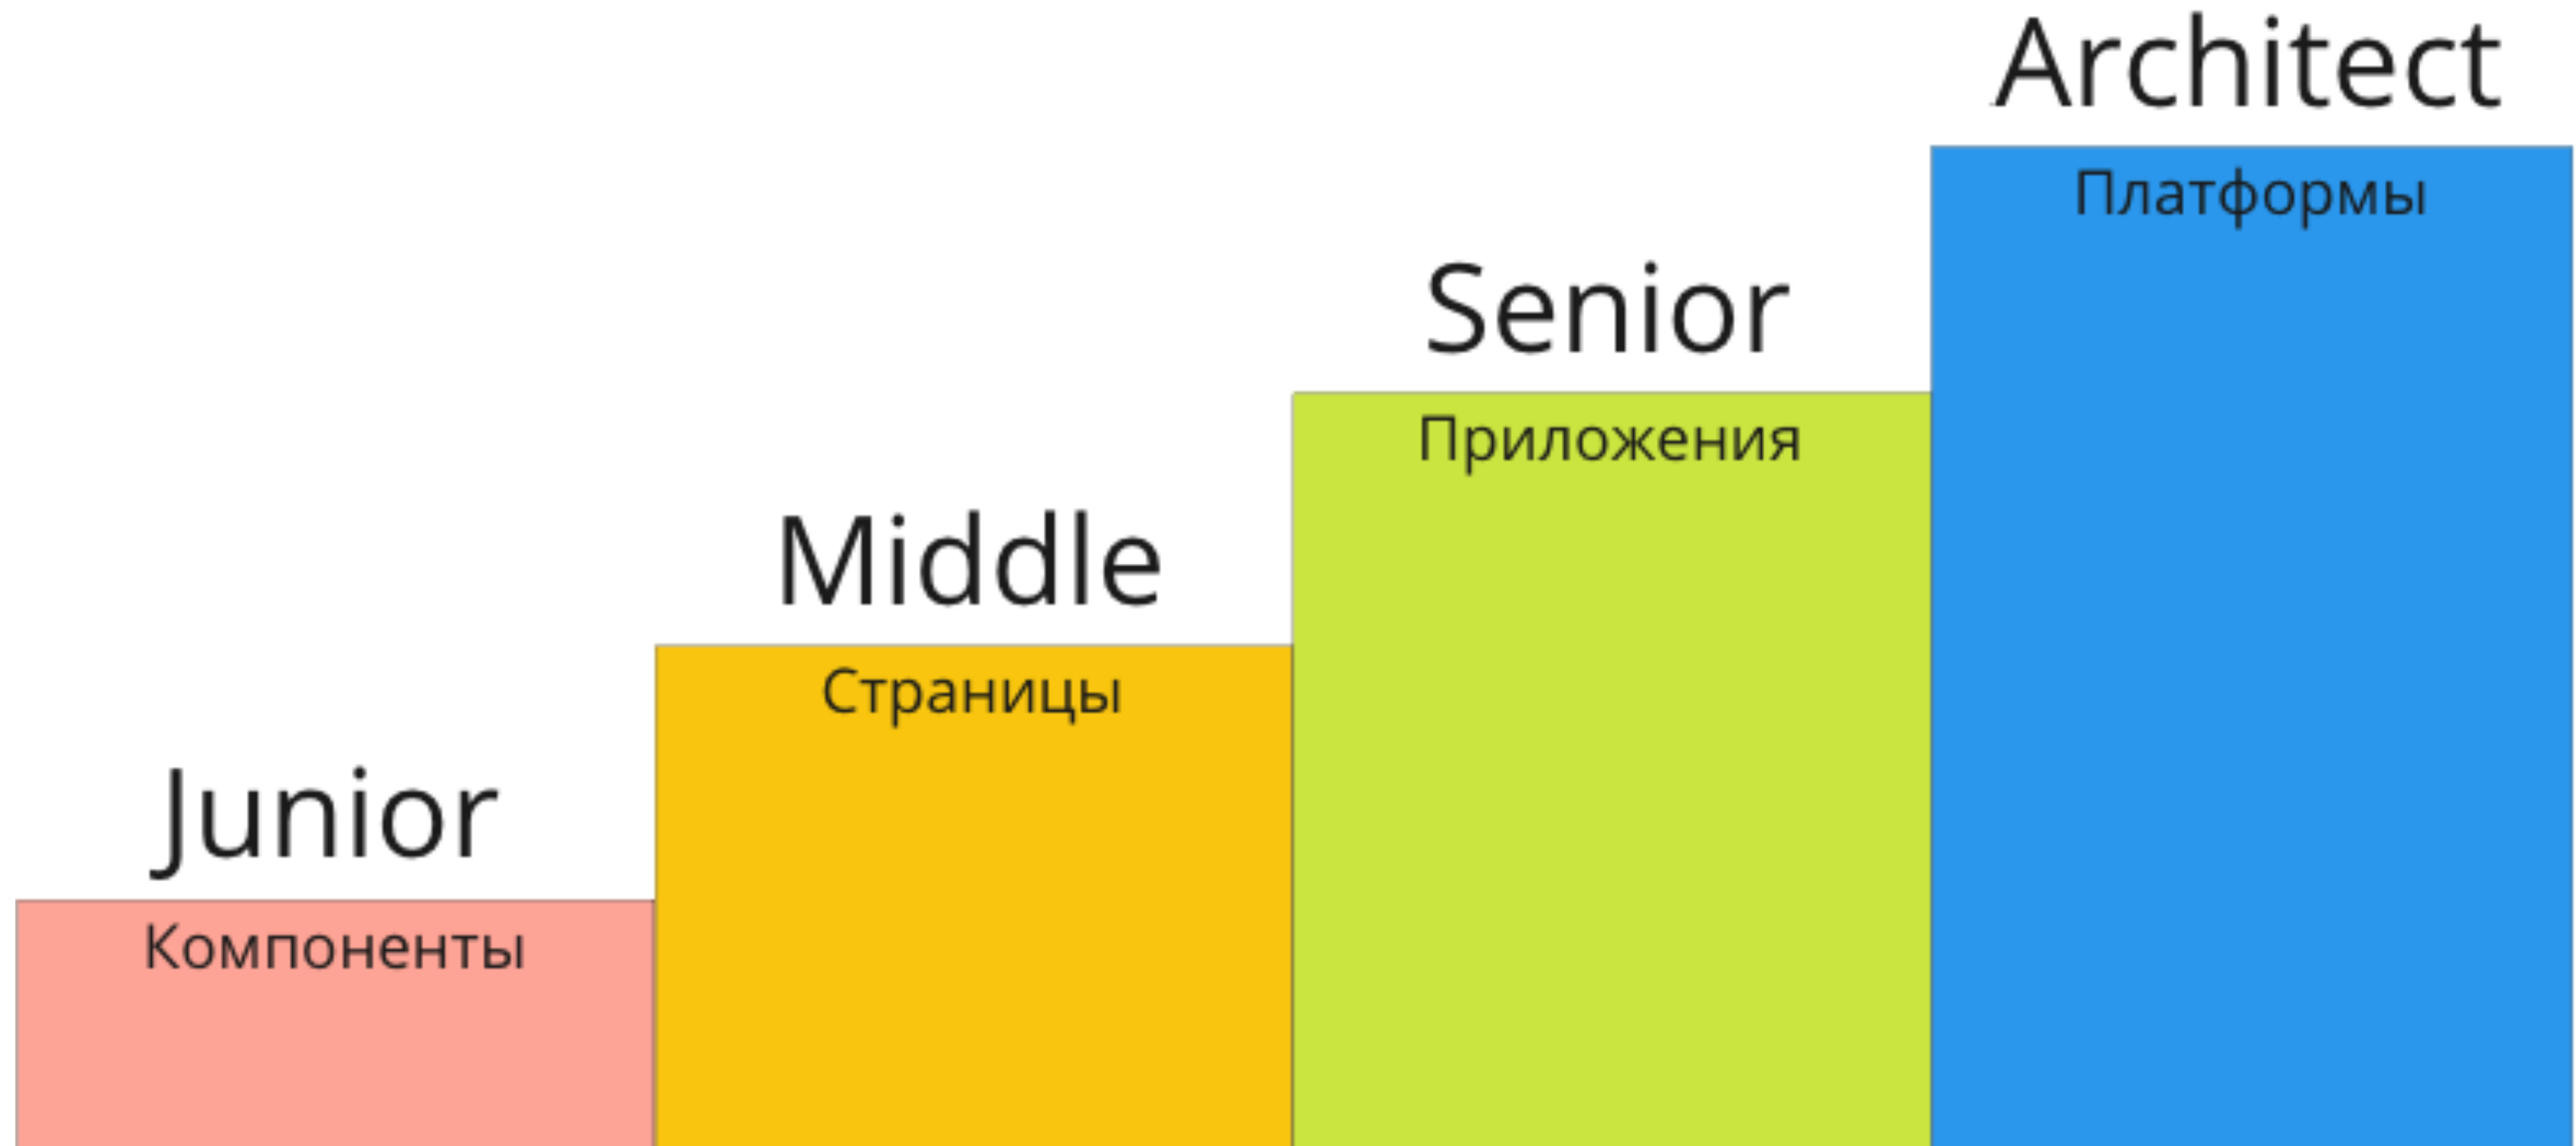 Junior
Компоненты
Middle
Страницы
Senior
Приложения
Architect
Платформы